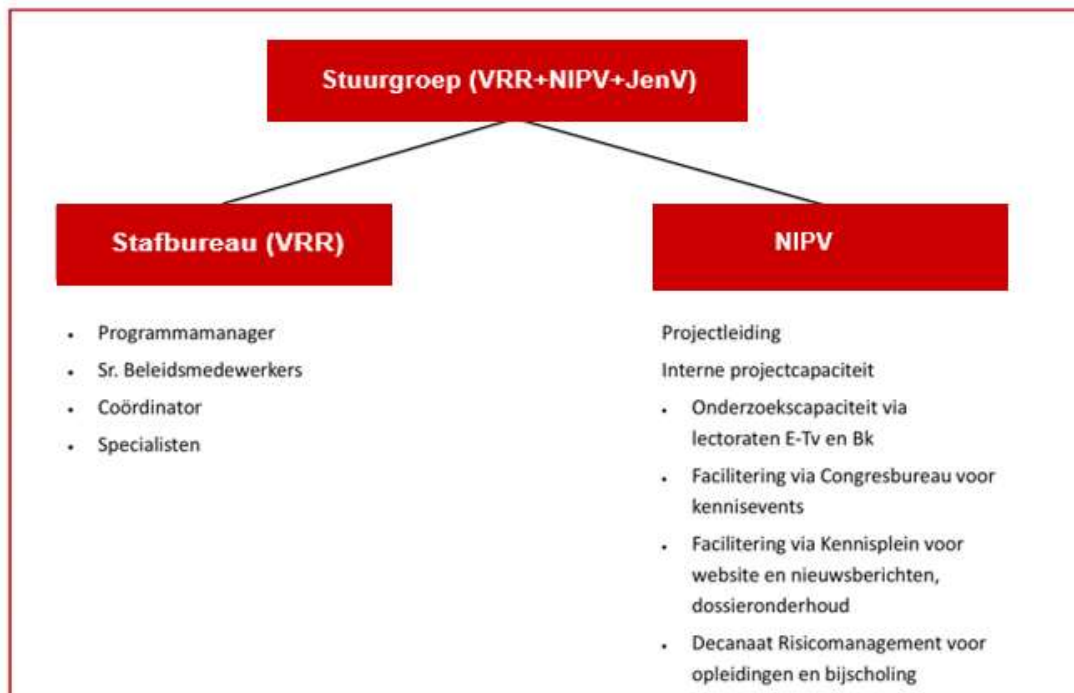 Stuurgroep (VRR+NIPV+JenV)
Stafbureau (VRR)
• Programmamanager
• Sr. Beleidsmedewerkers
• Coördinator
• Specialisten
NIPV
Projectleiding
Interne projectcapaciteit
• Onderzoekscapaciteit via
lectoraten E-Tv en Bk
• Facilitering via Congresbureau voor
kennisevents
• Facilitering via Kennisplein voor
website en nieuwsberichten,
dossieronderhoud
• Decanaat Risicomanagement voor
opleidingen en bijscholing